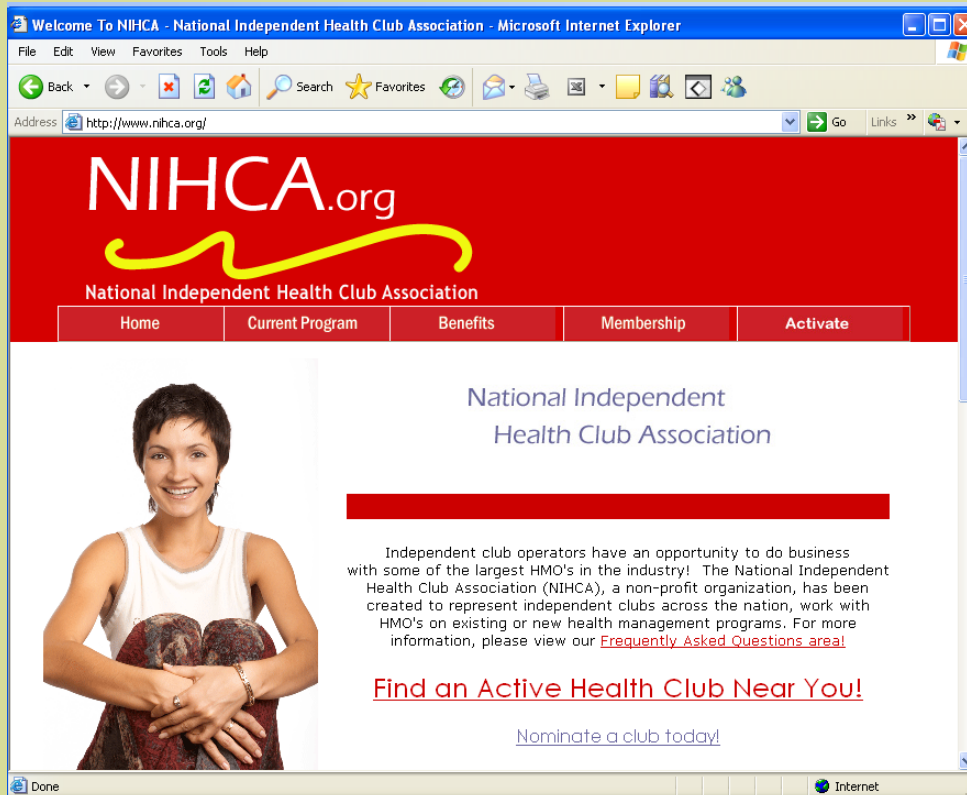 Welcome To NIHCA - National Independent Health Club Association - Microsoft Internet Explorer
File Edit View Favorites Tools Help
Back Search Favorites
Address http://www.nihca.org/ Go Links »
NIHCA.org
National Independent Health Club Association
Home Current Program Benefits Membership Activate
National Independent
Health Club Association
Independent club operators have an opportunity to do business
with some of the largest HMO's in the industry! The National Independent
Health Club Association (NIHCA), a non-profit organization, has been
created to represent independent clubs across the nation, work with
HMO's on existing or new health management programs. For more
information, please view our Frequently Asked Questions area!
Find an Active Health Club Near You!
Nominate a club today!
Done Internet